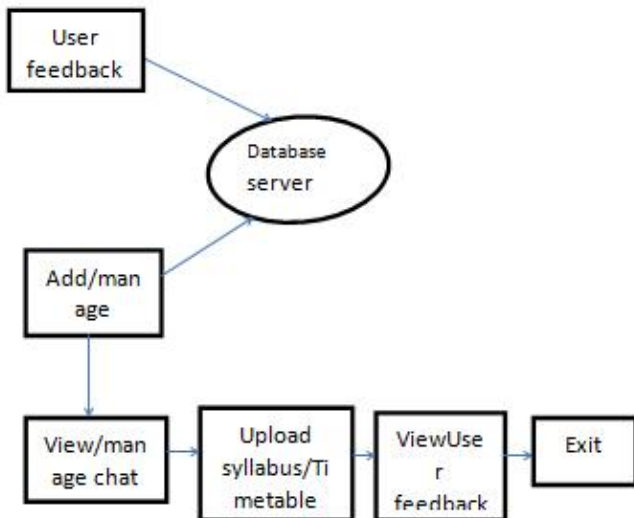 User
feedback
Database
server
Add/man
age
View/man
age chat
Upload
syllabus/Ti
metable
ViewUse
r
feedback
Exit